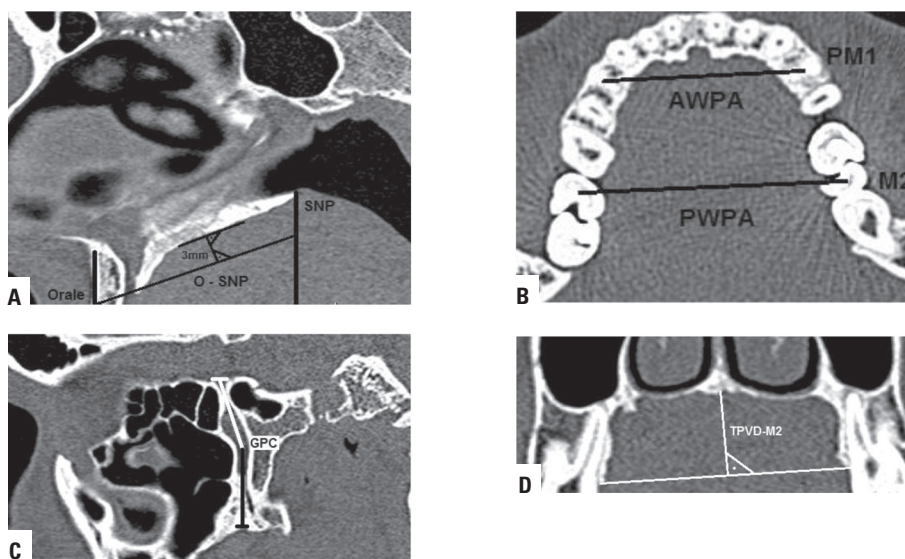 SNP
3mm
O - SNP
Orale
A
PM1
AWPA
M2
PWPA
B
GPC
C
TPVD-M2
D